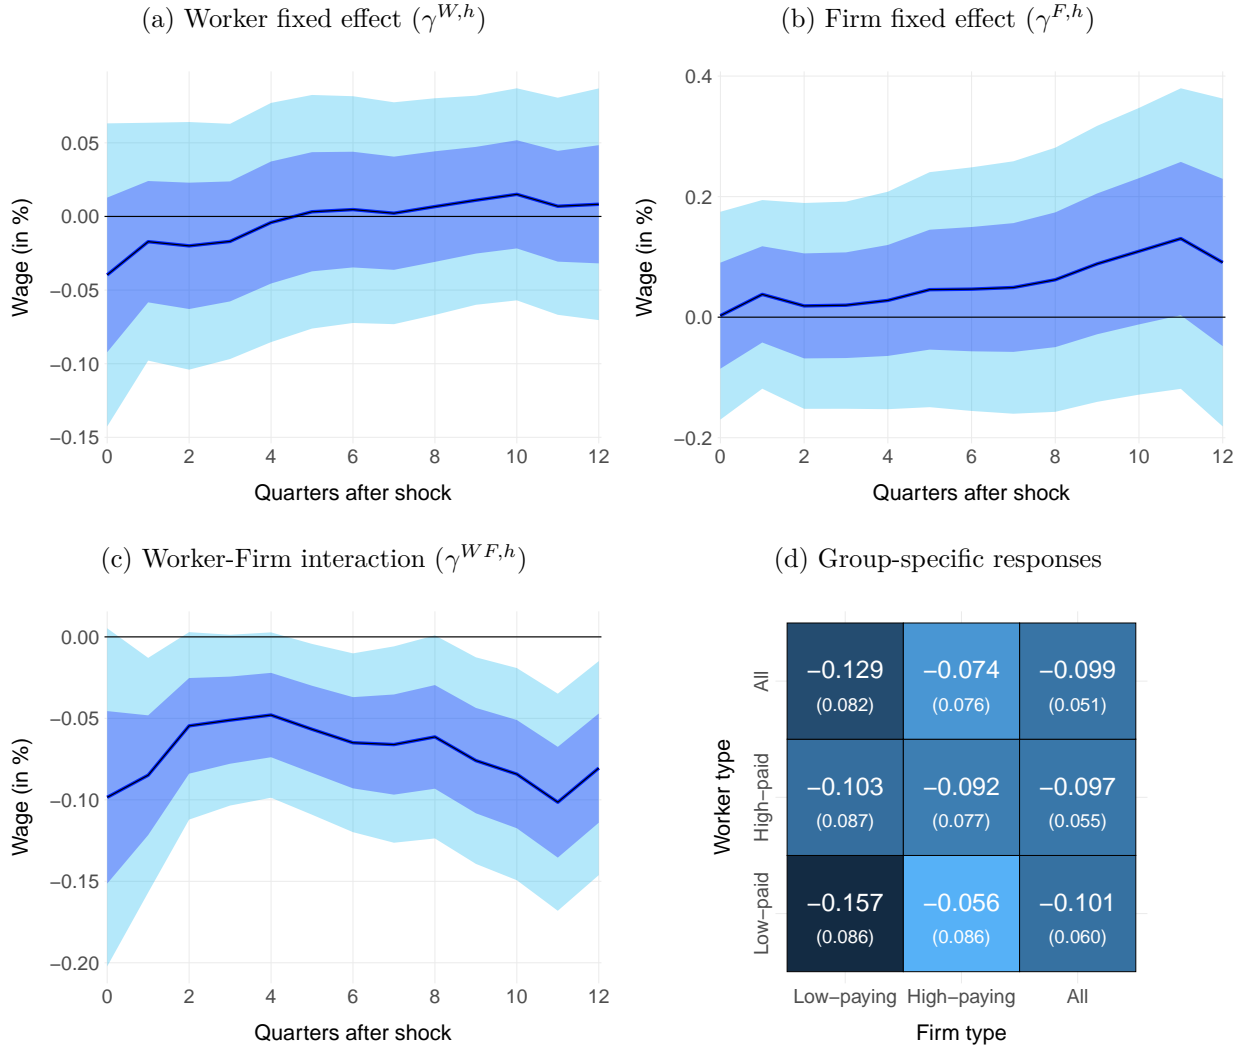 (a) Worker fixed effect (γ^{W,h})
0.05
0.00
−0.05
−0.10
−0.15
Wage (in %)
0 2 4 6 8 10 12
Quarters after shock
(b) Firm fixed effect (γ^{F,h})
0.4
0.2
0.0
−0.2
Wage (in %)
0 2 4 6 8 10 12
Quarters after shock
(c) Worker-Firm interaction (γ^{WF,h})
0.00
−0.05
−0.10
−0.15
−0.20
Wage (in %)
0 2 4 6 8 10 12
Quarters after shock
(d) Group-specific responses
Worker type
All
−0.129 −0.074 −0.099
(0.082) (0.076) (0.051)
High−paid
−0.103 −0.092 −0.097
(0.087) (0.077) (0.055)
Low−paid
−0.157 −0.056 −0.101
(0.086) (0.086) (0.060)
Low−paying High−paying All
Firm type